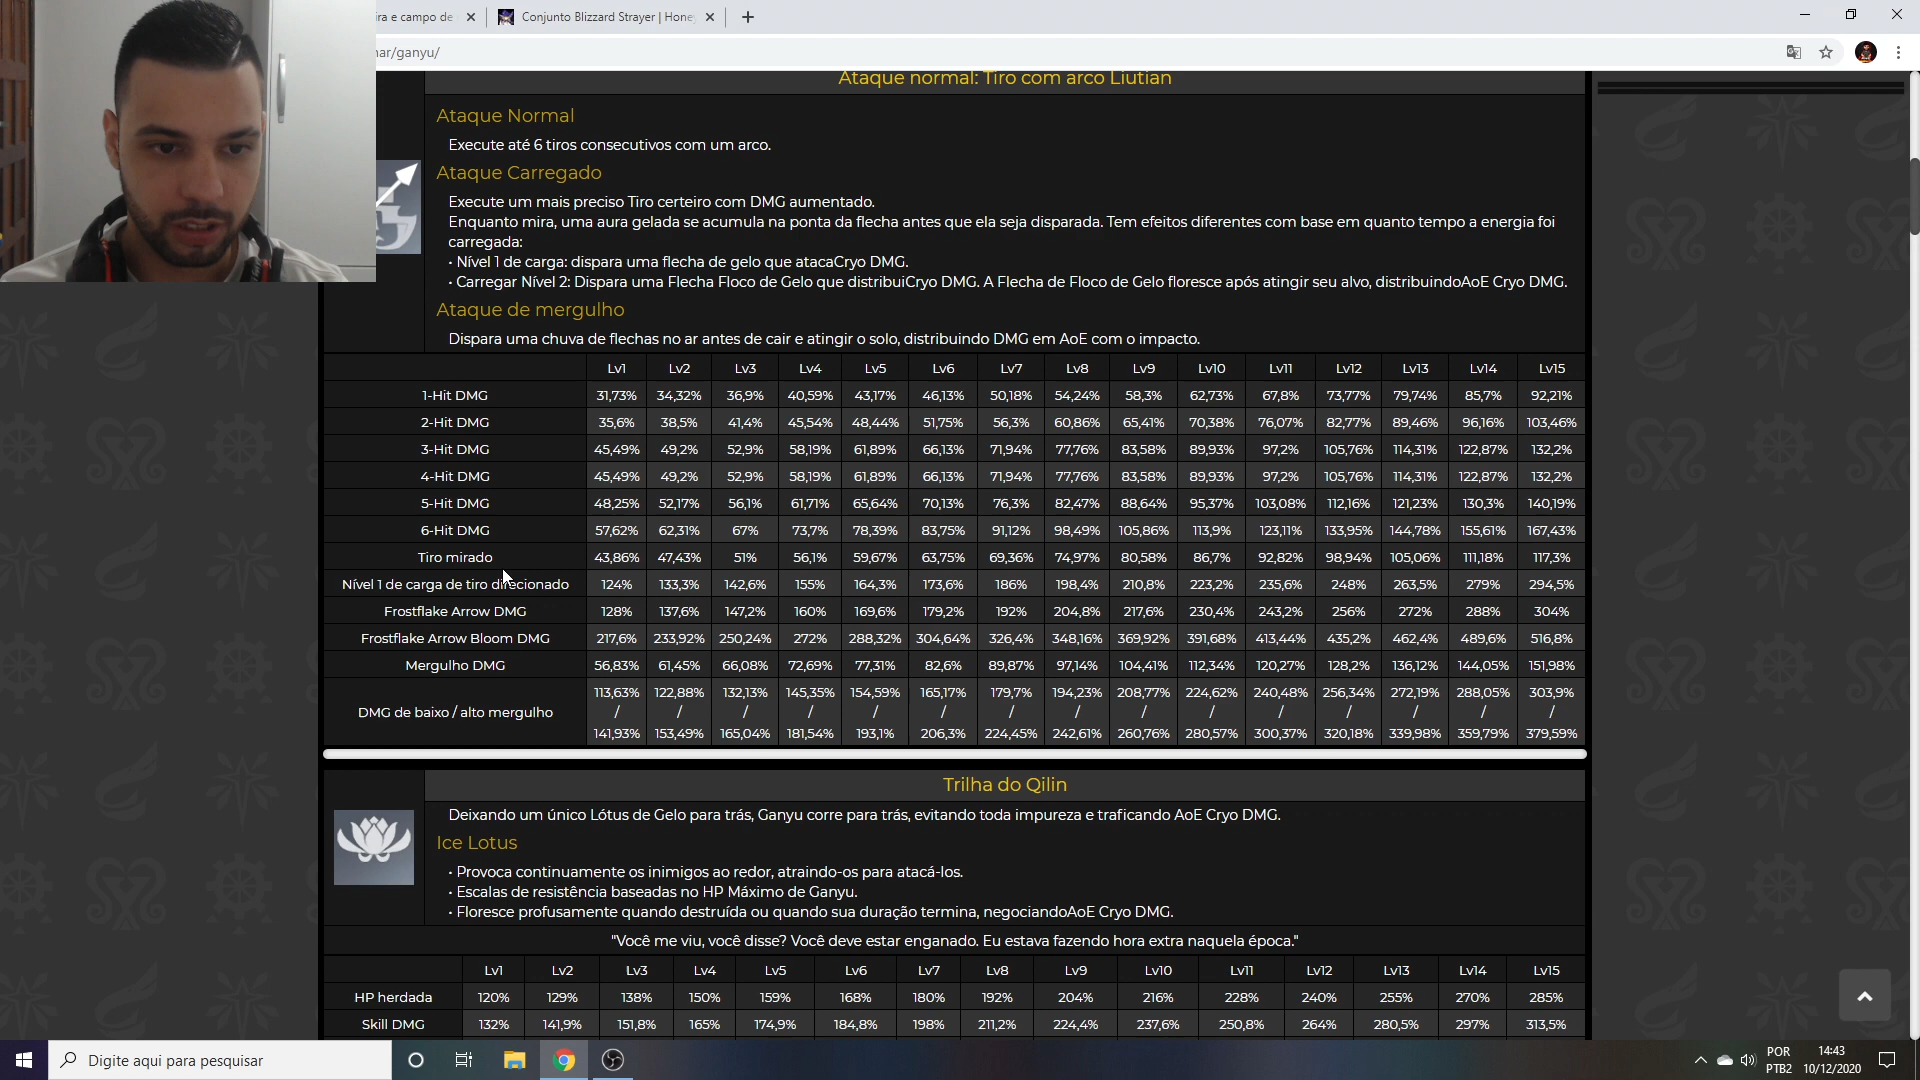 ira e campo de
Conjunto Blizzard Strayer | Hone
nar/ganyu/
Ataque normal: Tiro com arco Liutian
Ataque Normal
Execute até 6 tiros consecutivos com um arco.
Ataque Carregado
Execute um mais preciso Tiro certeiro com DMG aumentado.
Enquanto mira, uma aura gelada se acumula na ponta da flecha antes que ela seja disparada. Tem efeitos diferentes com base em quanto tempo a energia foi
carregada:
• Nível 1 de carga: dispara uma flecha de gelo que atacaCryo DMG.
• Carregar Nível 2: Dispara uma Flecha Floco de Gelo que distribuiCryo DMG. A Flecha de Floco de Gelo floresce após atingir seu alvo, distribuindoAoE Cryo DMG.
Ataque de mergulho
Dispara uma chuva de flechas no ar antes de cair e atingir o solo, distribuindo DMG em AoE com o impacto.
Lv1 Lv2 Lv3 Lv4 Lv5 Lv6 Lv7 Lv8 Lv9 Lv10 Lv11 Lv12 Lv13 Lv14 Lv15
1-Hit DMG 31,73% 34,32% 36,9% 40,59% 43,17% 46,13% 50,18% 54,24% 58,3% 62,73% 67,8% 73,77% 79,74% 85,7% 92,21%
2-Hit DMG 35,6% 38,5% 41,4% 45,54% 48,44% 51,75% 56,3% 60,86% 65,41% 70,38% 76,07% 82,77% 89,46% 96,16% 103,46%
3-Hit DMG 45,49% 49,2% 52,9% 58,19% 61,89% 66,13% 71,94% 77,76% 83,58% 89,93% 97,2% 105,76% 114,31% 122,87% 132,2%
4-Hit DMG 45,49% 49,2% 52,9% 58,19% 61,89% 66,13% 71,94% 77,76% 83,58% 89,93% 97,2% 105,76% 114,31% 122,87% 132,2%
5-Hit DMG 48,25% 52,17% 56,1% 61,71% 65,64% 70,13% 76,3% 82,47% 88,64% 95,37% 103,08% 112,16% 121,23% 130,3% 140,19%
6-Hit DMG 57,62% 62,31% 67% 73,7% 78,39% 83,75% 91,12% 98,49% 105,86% 113,9% 123,11% 133,95% 144,78% 155,61% 167,43%
Tiro mirado 43,86% 47,43% 51% 56,1% 59,67% 63,75% 69,36% 74,97% 80,58% 86,7% 92,82% 98,94% 105,06% 111,18% 117,3%
Nível 1 de carga de tiro direcionado 124% 133,3% 142,6% 155% 164,3% 173,6% 186% 198,4% 210,8% 223,2% 235,6% 248% 263,5% 279% 294,5%
Frostflake Arrow DMG 128% 137,6% 147,2% 160% 169,6% 179,2% 192% 204,8% 217,6% 230,4% 243,2% 256% 272% 288% 304%
Frostflake Arrow Bloom DMG 217,6% 233,92% 250,24% 272% 288,32% 304,64% 326,4% 348,16% 369,92% 391,68% 413,44% 435,2% 462,4% 489,6% 516,8%
Mergulho DMG 56,83% 61,45% 66,08% 72,69% 77,31% 82,6% 89,87% 97,14% 104,41% 112,34% 120,27% 128,2% 136,12% 144,05% 151,98%
113,63% 122,88% 132,13% 145,35% 154,59% 165,17% 179,7% 194,23% 208,77% 224,62% 240,48% 256,34% 272,19% 288,05% 303,9%
DMG de baixo / alto mergulho / / / / / / / / / / / / / / /
141,93% 153,49% 165,04% 181,54% 193,1% 206,3% 224,45% 242,61% 260,76% 280,57% 300,37% 320,18% 339,98% 359,79% 379,59%
Trilha do Qilin
Deixando um único Lótus de Gelo para trás, Ganyu corre para trás, evitando toda impureza e traficando AoE Cryo DMG.
Ice Lotus
• Provoca continuamente os inimigos ao redor, atraindo-os para atacá-los.
• Escalas de resistência baseadas no HP Máximo de Ganyu.
• Floresce profusamente quando destruída ou quando sua duração termina, negociandoAoE Cryo DMG.
"Você me viu, você disse? Você deve estar enganado. Eu estava fazendo hora extra naquela época."
Lv1 Lv2 Lv3 Lv4 Lv5 Lv6 Lv7 Lv8 Lv9 Lv10 Lv11 Lv12 Lv13 Lv14 Lv15
HP herdada 120% 129% 138% 150% 159% 168% 180% 192% 204% 216% 228% 240% 255% 270% 285%
Skill DMG 132% 141,9% 151,8% 165% 174,9% 184,8% 198% 211,2% 224,4% 237,6% 250,8% 264% 280,5% 297% 313,5%
Digite aqui para pesquisar
POR
PTB2
14:43
10/12/2020